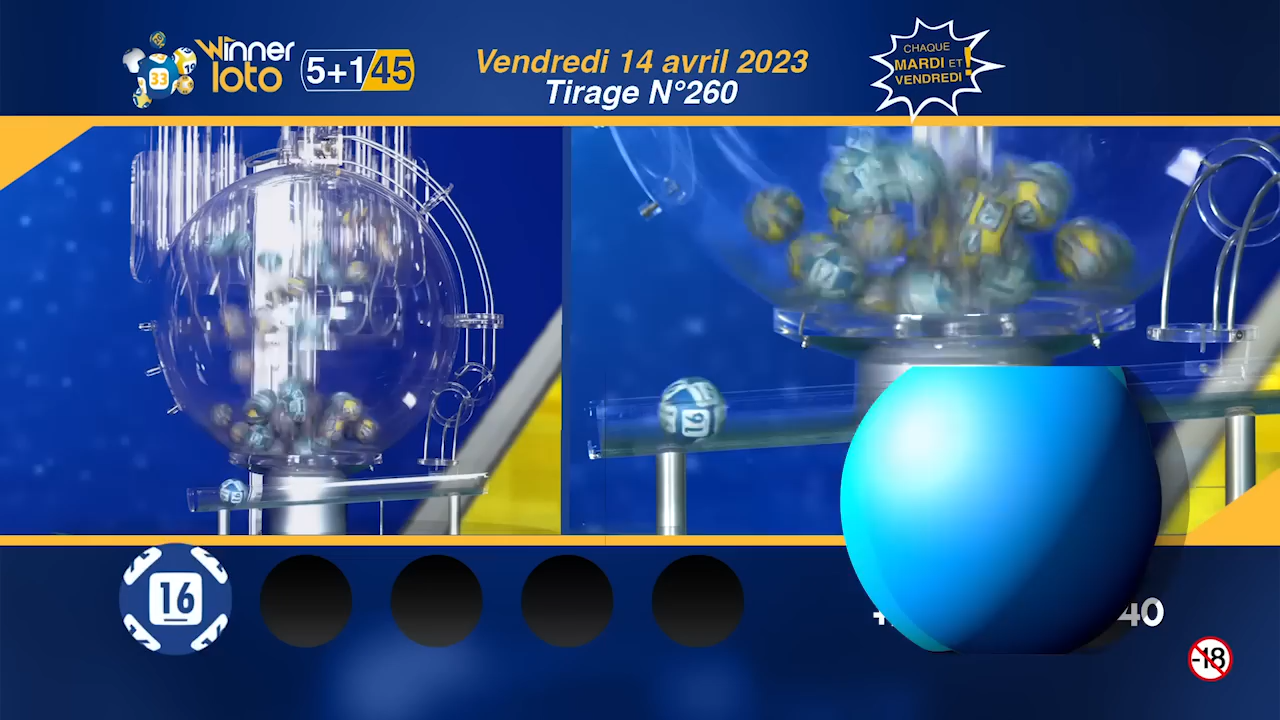 winner
loto
5+1/45
Vendredi 14 avril 2023
Tirage N°260
CHAQUE
MARDI ET
VENDREDI !
33
16
16
40
-18